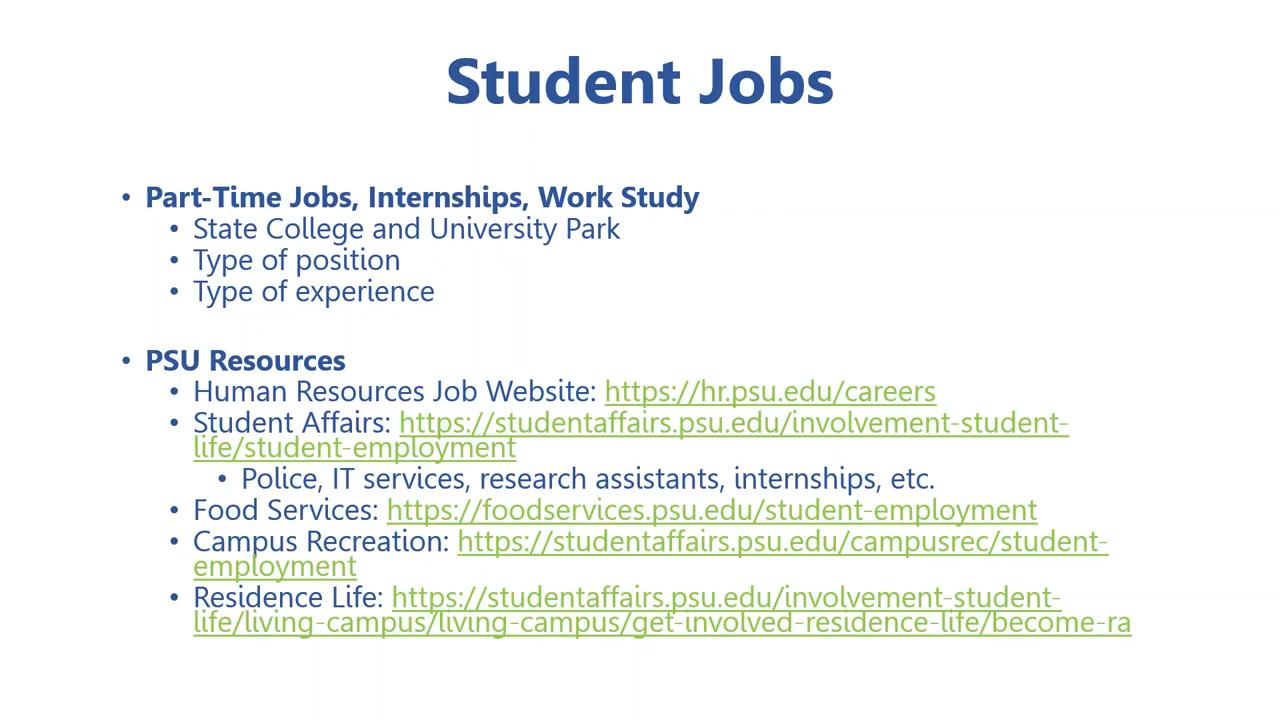 Student Jobs
• Part-Time Jobs, Internships, Work Study
• State College and University Park
• Type of position
• Type of experience
• PSU Resources
• Human Resources Job Website: https://hr.psu.edu/careers
• Student Affairs: https://studentaffairs.psu.edu/involvement-student-
life/student-employment
• Police, IT services, research assistants, internships, etc.
• Food Services: https://foodservices.psu.edu/student-employment
• Campus Recreation: https://studentaffairs.psu.edu/campusrec/student-
employment
• Residence Life: https://studentaffairs.psu.edu/involvement-student-
life/living-campus/living-campus/get-involved-residence-life/become-ra